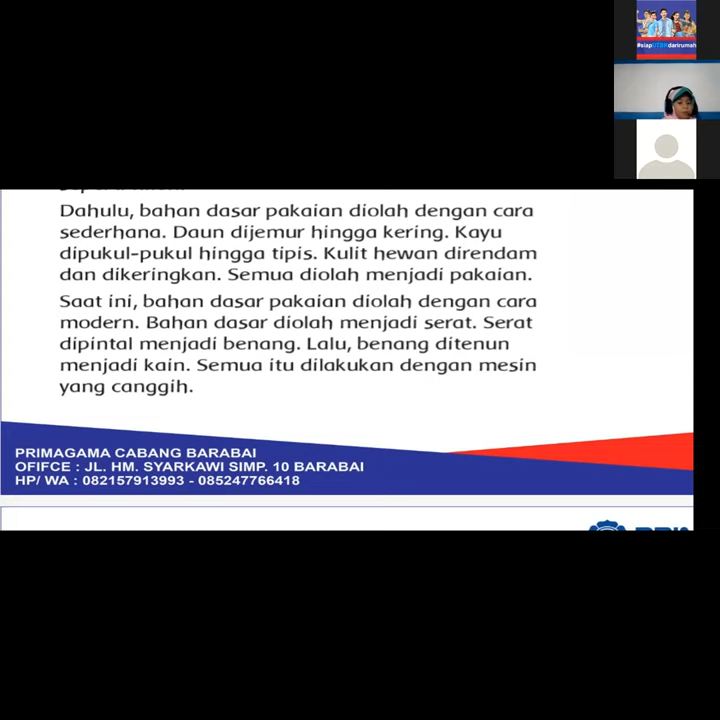 #siapUTBKdarirumah
Dahulu, bahan dasar pakaian diolah dengan cara
sederhana. Daun dijemur hingga kering. Kayu
dipukul-pukul hingga tipis. Kulit hewan direndam
dan dikeringkan. Semua diolah menjadi pakaian.
Saat ini, bahan dasar pakaian diolah dengan cara
modern. Bahan dasar diolah menjadi serat. Serat
dipintal menjadi benang. Lalu, benang ditenun
menjadi kain. Semua itu dilakukan dengan mesin
yang canggih.
PRIMAGAMA CABANG BARABAI
OFIFCE : JL. HM. SYARKAWI SIMP. 10 BARABAI
HP/ WA : 082157913993 - 085247766418